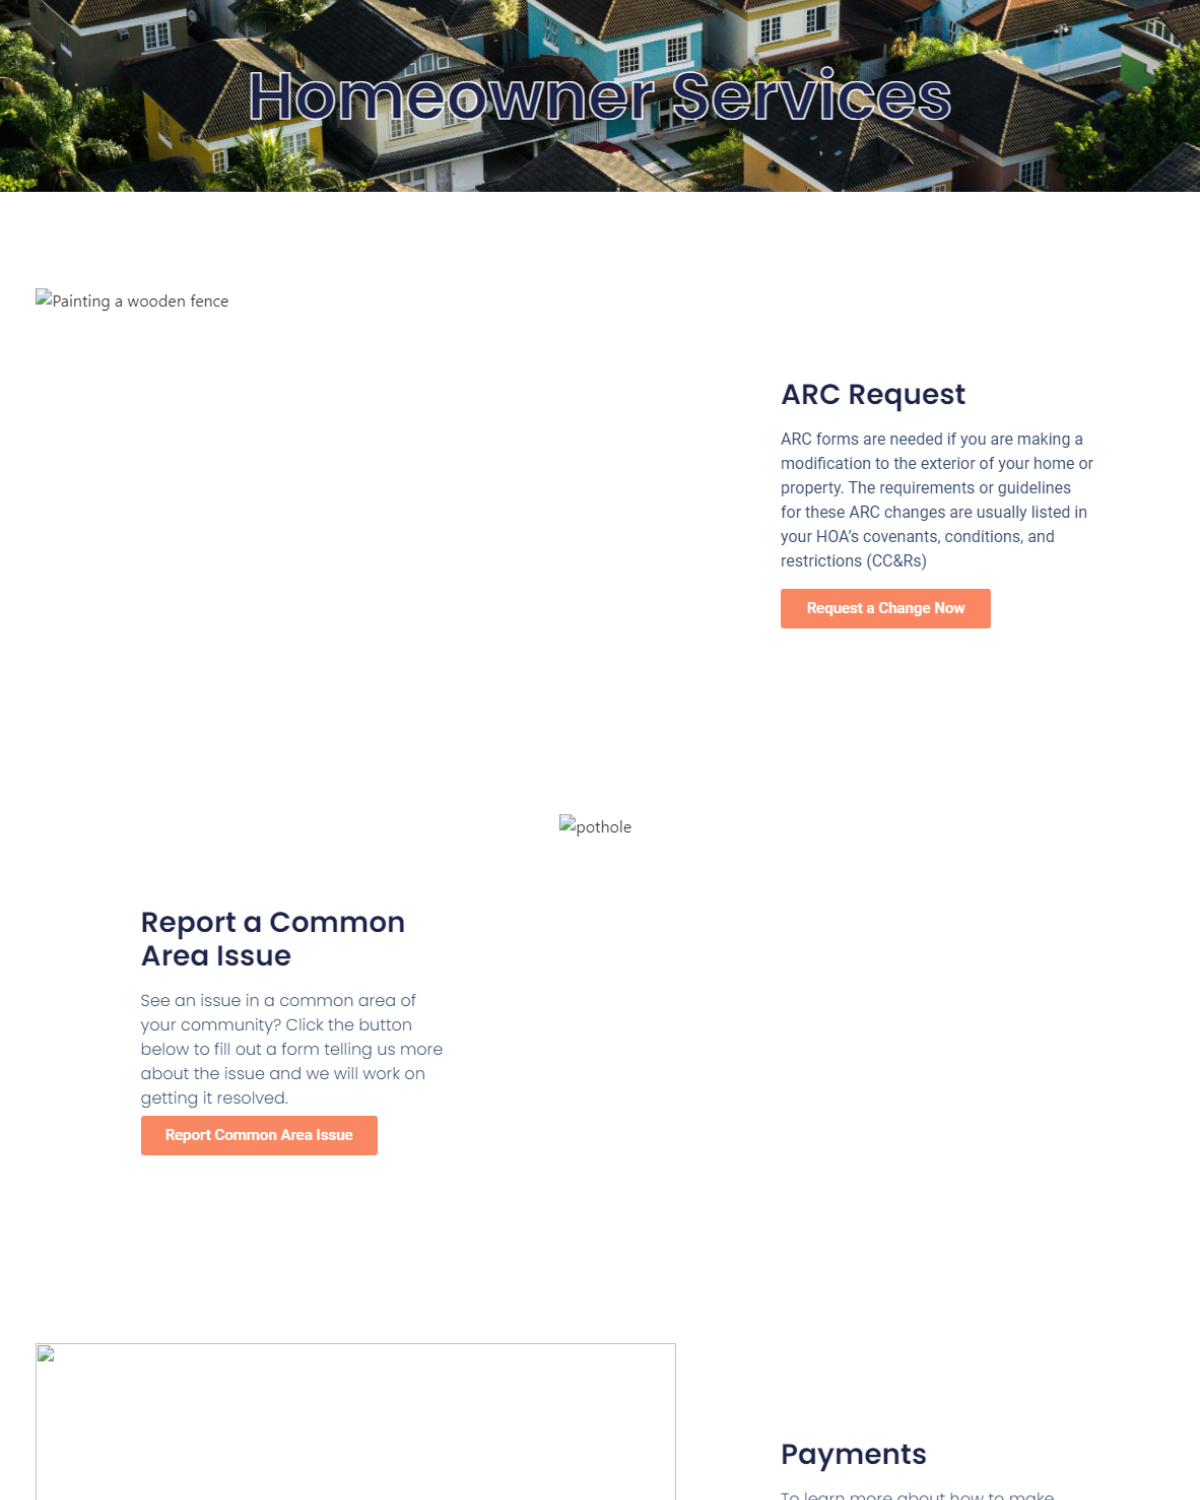 Homeowner Services
Painting a wooden fence
ARC Request
ARC forms are needed if you are making a
modification to the exterior of your home or
property. The requirements or guidelines
for these ARC changes are usually listed in
your HOA’s covenants, conditions, and
restrictions (CC&Rs)
Request a Change Now
pothole
Report a Common
Area Issue
See an issue in a common area of
your community? Click the button
below to fill out a form telling us more
about the issue and we will work on
getting it resolved.
Report Common Area Issue
Payments
To learn more about how to make